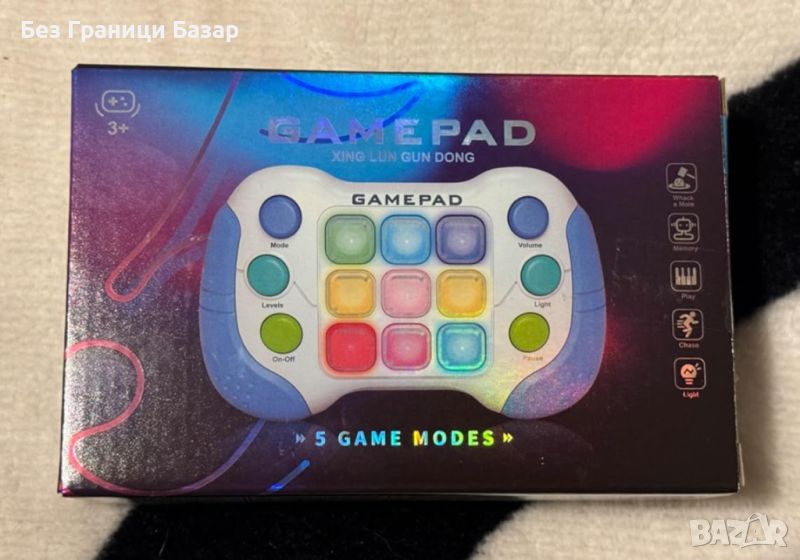 Без Граници Базар
3+
GAMEPAD
XING LUN GUN DONG
GAMEPAD
Mode
Volume
Levels
Light
On-Off
Pause
Whack
a Mole
Memory
Play
Chase
Light
» 5 GAME MODES »
BAZAR